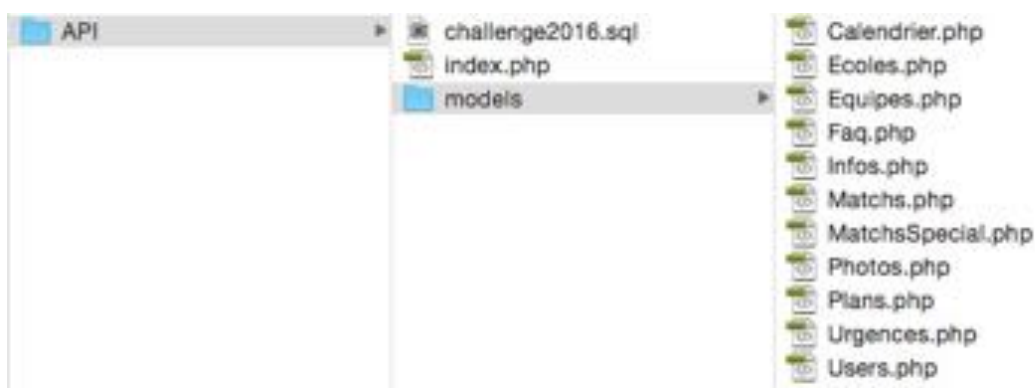 API
challenge2016.sql
index.php
models
Calendrier.php
Ecoles.php
Equipes.php
Faq.php
Infos.php
Matchs.php
MatchsSpecial.php
Photos.php
Plans.php
Urgences.php
Users.php